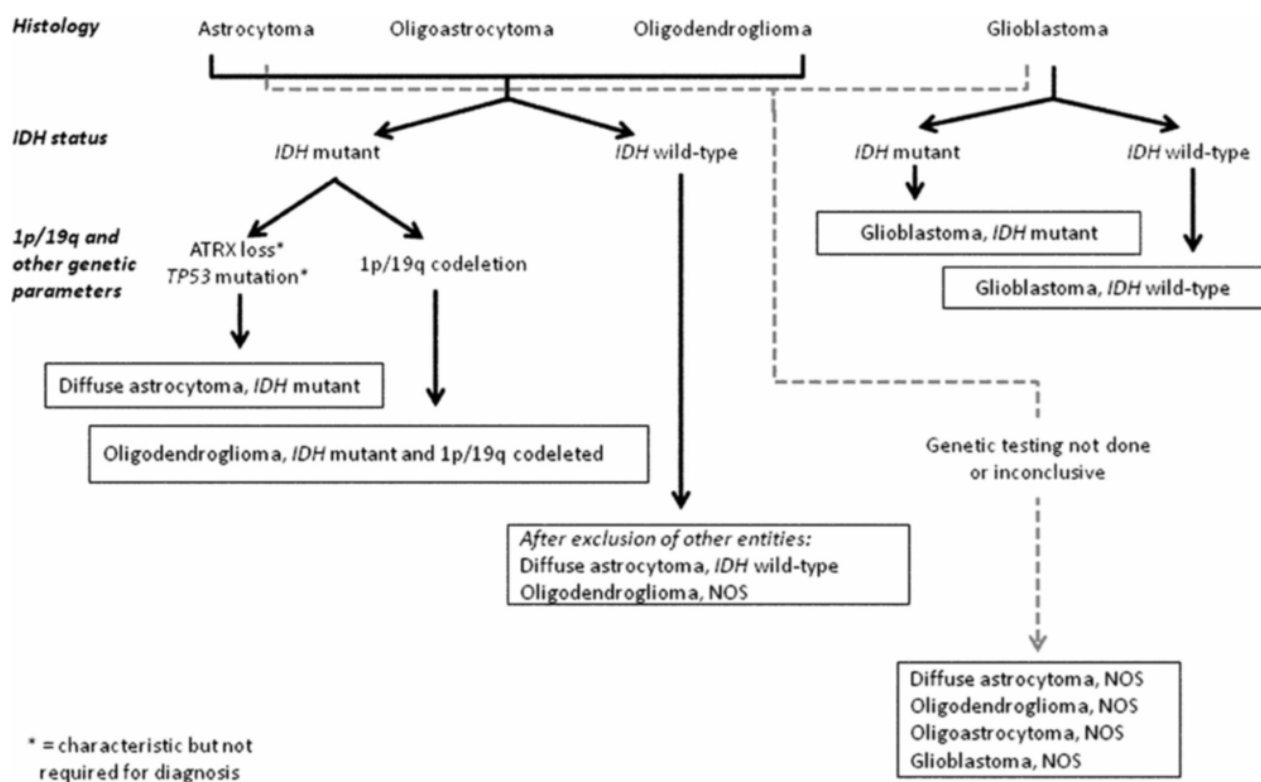 Histology
Astrocytoma
Oligoastrocytoma
Oligodendroglioma
Glioblastoma
IDH status
IDH mutant
IDH wild-type
IDH mutant
IDH wild-type
1p/19q and
other genetic
parameters
ATRX loss*
TP53 mutation*
1p/19q codeletion
Glioblastoma, IDH mutant
Glioblastoma, IDH wild-type
Diffuse astrocytoma, IDH mutant
Oligodendroglioma, IDH mutant and 1p/19q codeleted
Genetic testing not done
or inconclusive
After exclusion of other entities:
Diffuse astrocytoma, IDH wild-type
Oligodendroglioma, NOS
Diffuse astrocytoma, NOS
Oligodendroglioma, NOS
Oligoastrocytoma, NOS
Glioblastoma, NOS
* = characteristic but not
required for diagnosis